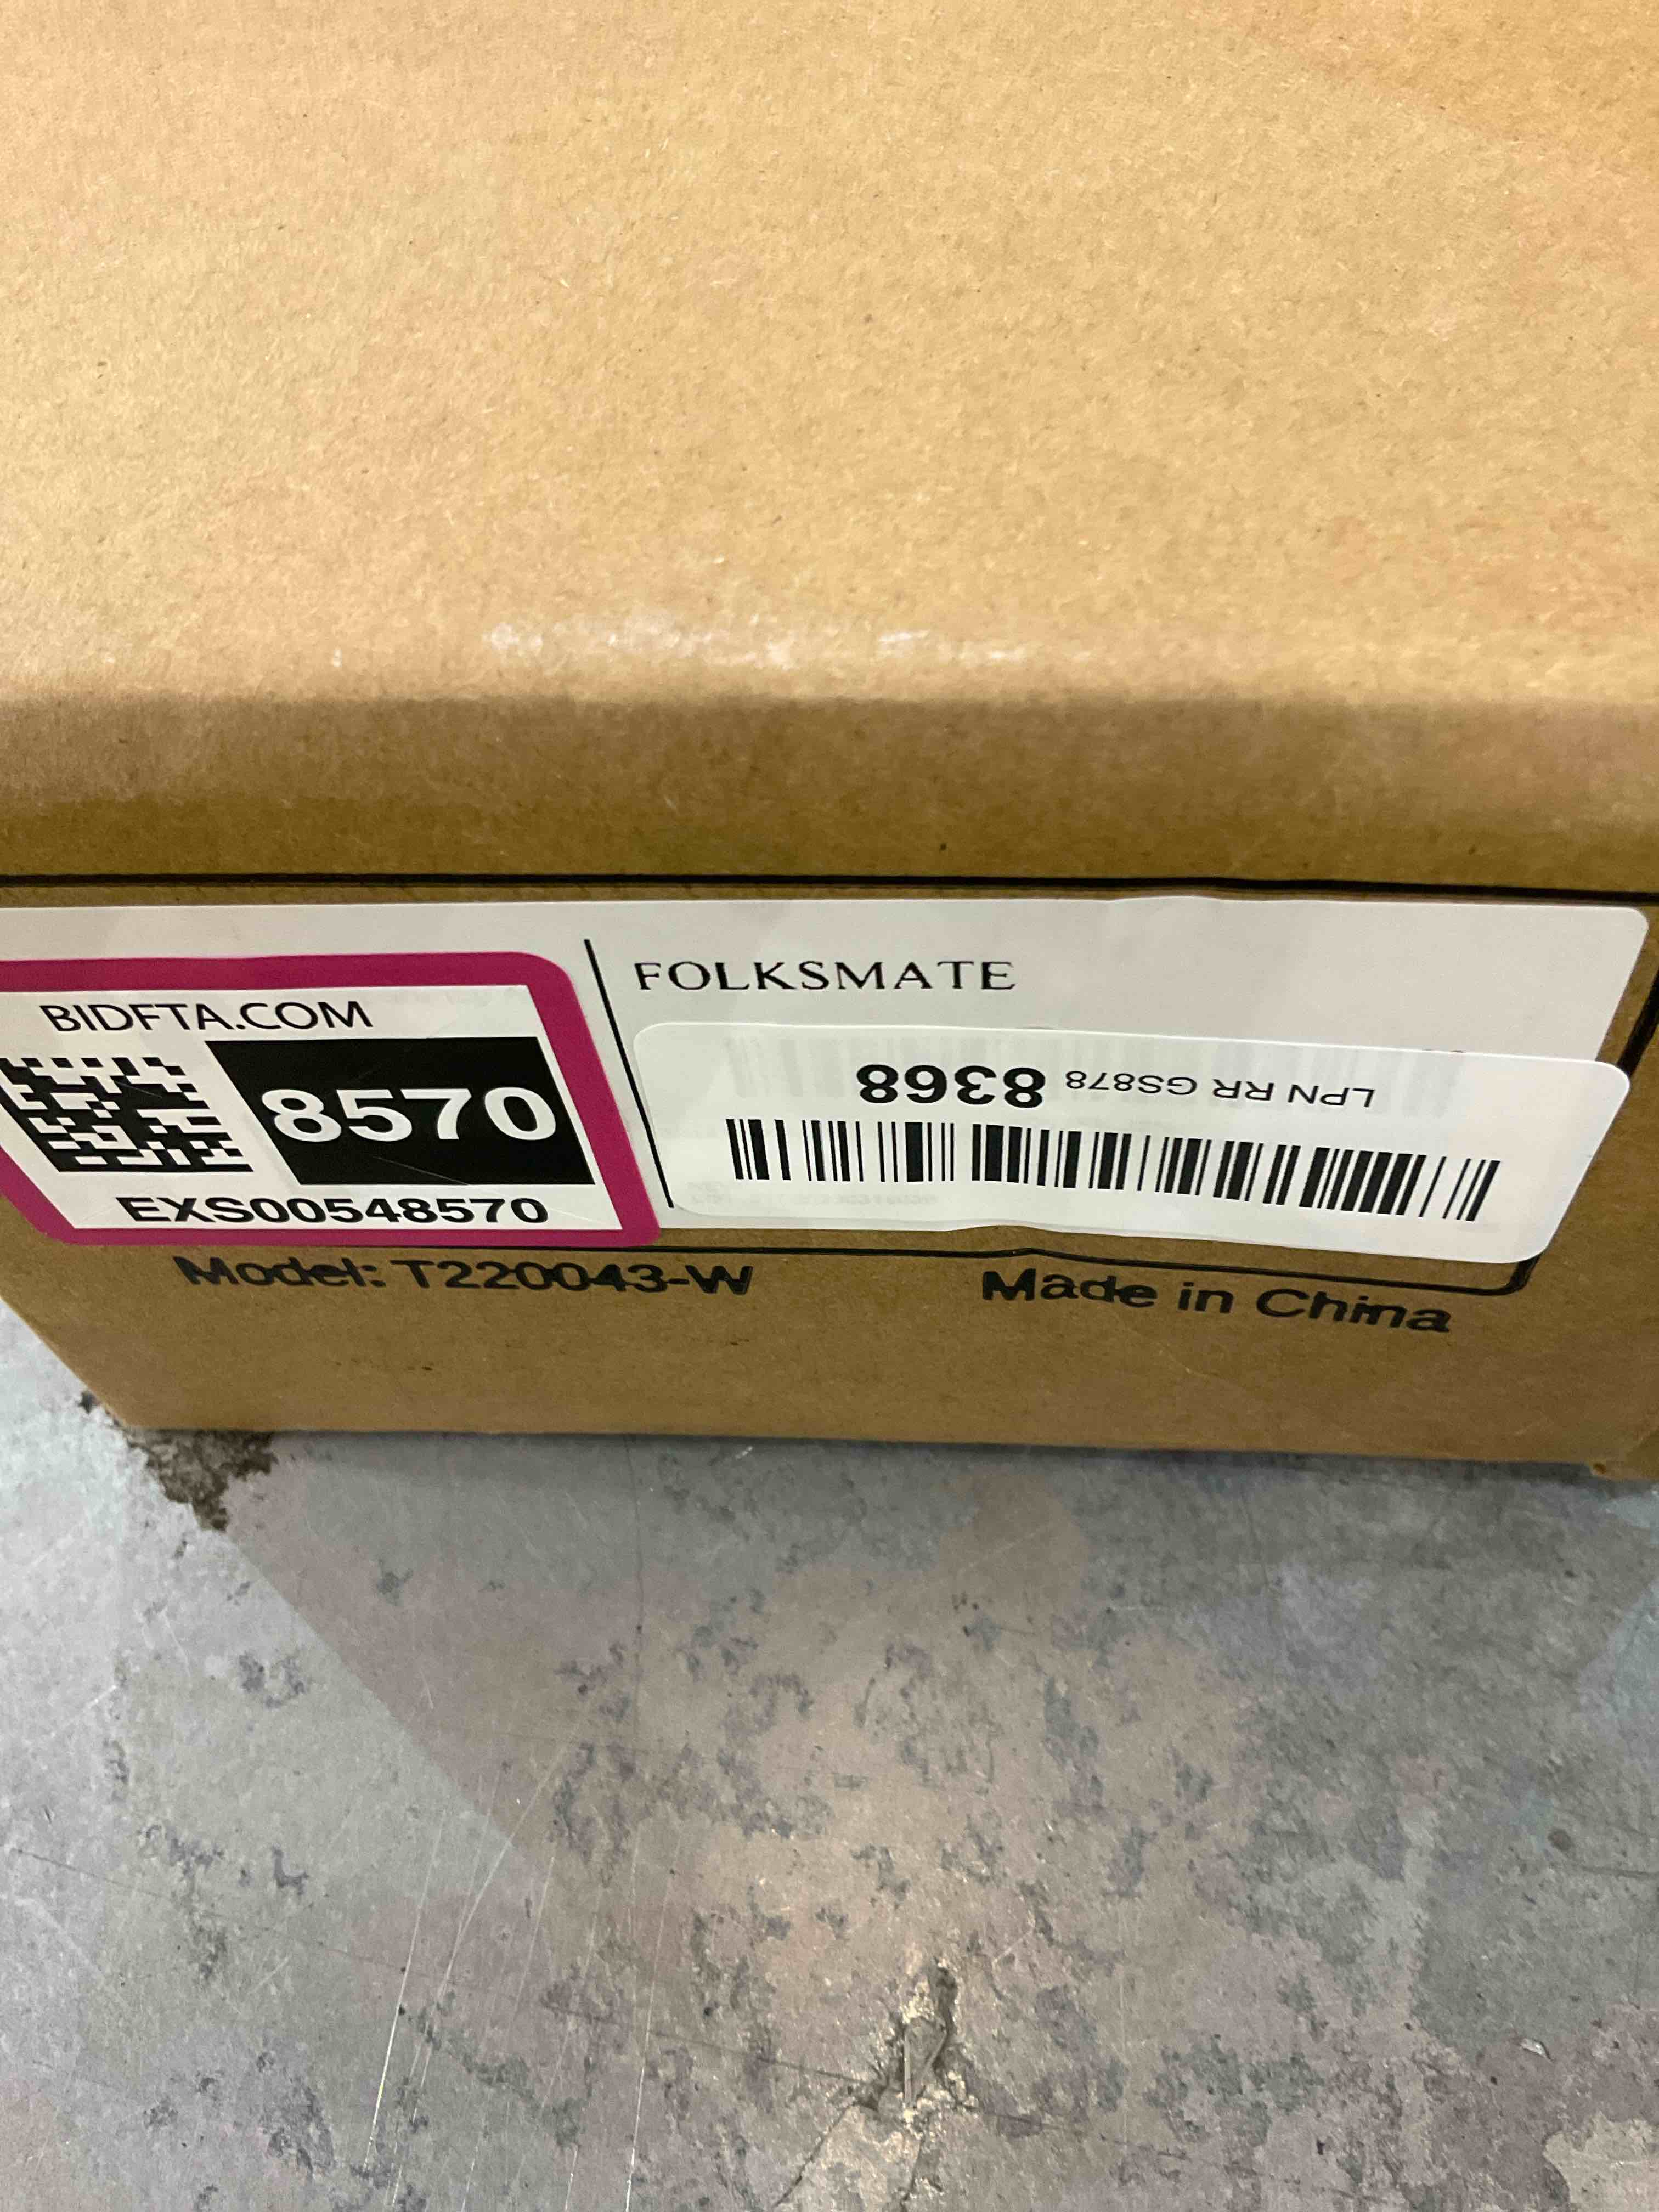 FOLKSMATE
BIDFTA.COM
8570
EXS00548570
LPN RR GS878 8368
Model: T220043-W
Made in China